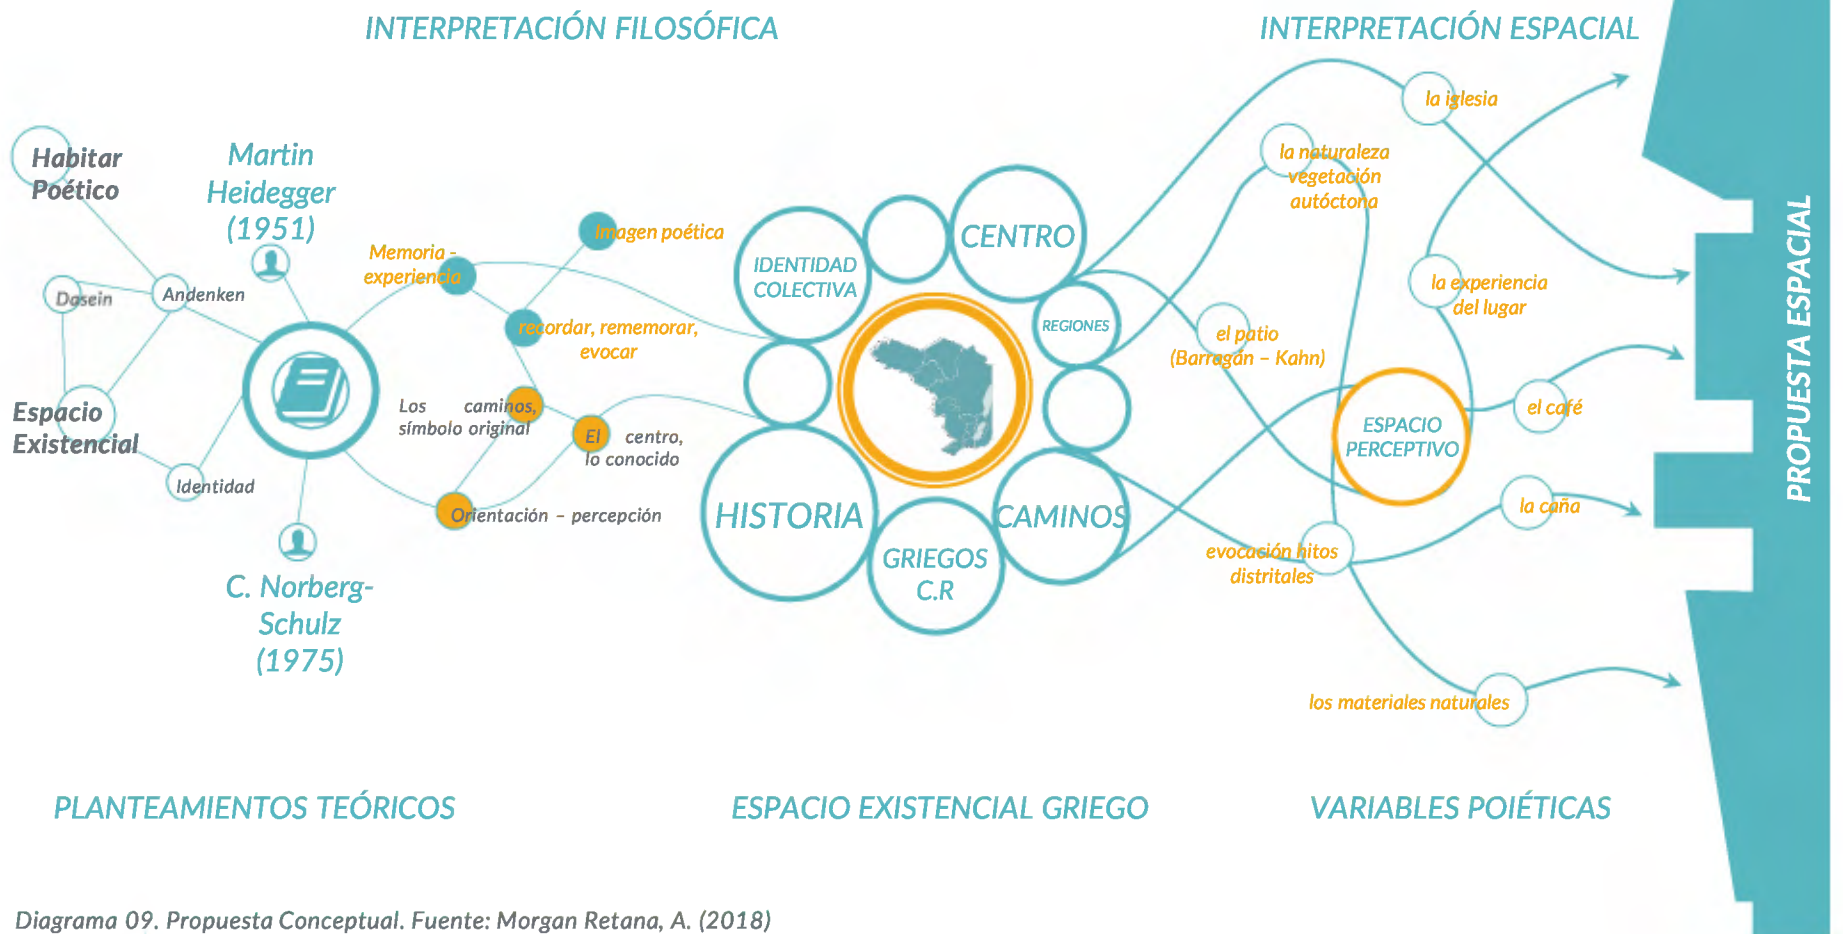 INTERPRETACIÓN FILOSÓFICA
INTERPRETACIÓN ESPACIAL
Habitar
Poético
Martin
Heidegger
(1951)
Dasein
Andenken
Espacio
Existencial
Identidad
C. Norberg-
Schulz
(1975)
Memoria -
experiencia
Imagen poética
recordar, rememorar,
evocar
Los caminos,
símbolo original
El centro,
lo conocido
Orientación – percepción
IDENTIDAD
COLECTIVA
CENTRO
REGIONES
HISTORIA
GRIEGOS
C.R
CAMINOS
la iglesia
la naturaleza
vegetación
autóctona
la experiencia
del lugar
el patio
(Barragán – Kahn)
ESPACIO
PERCEPTIVO
el café
la caña
evocación hitos
distritales
los materiales naturales
PROPUESTA ESPACIAL
PLANTEAMIENTOS TEÓRICOS
ESPACIO EXISTENCIAL GRIEGO
VARIABLES POIÉTICAS
Diagrama 09. Propuesta Conceptual. Fuente: Morgan Retana, A. (2018)